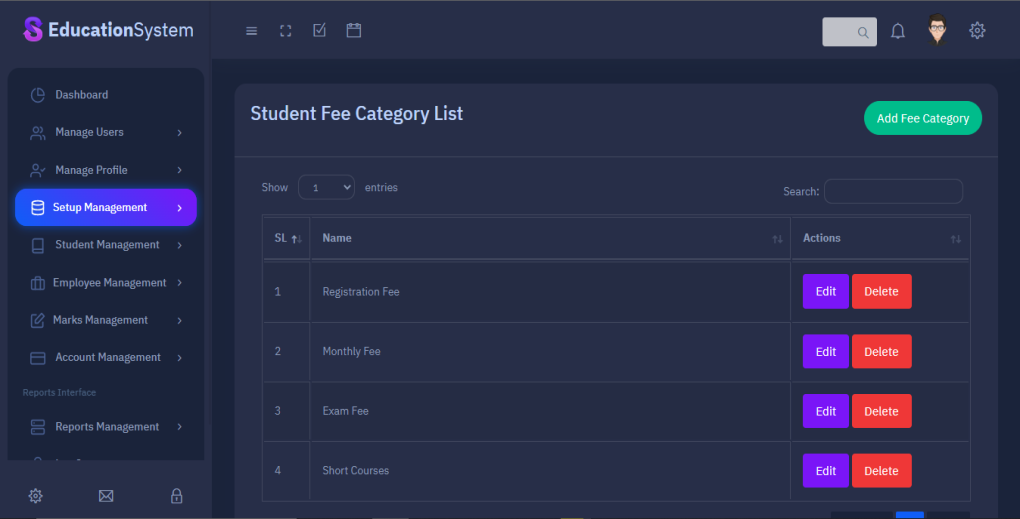 EducationSystem
Dashboard
Manage Users
Manage Profile
Setup Management
Student Management
Employee Management
Marks Management
Account Management
Reports Interface
Reports Management
Student Fee Category List
Add Fee Category
Show 1 entries
Search:
SL Name Actions
1 Registration Fee Edit Delete
2 Monthly Fee Edit Delete
3 Exam Fee Edit Delete
4 Short Courses Edit Delete